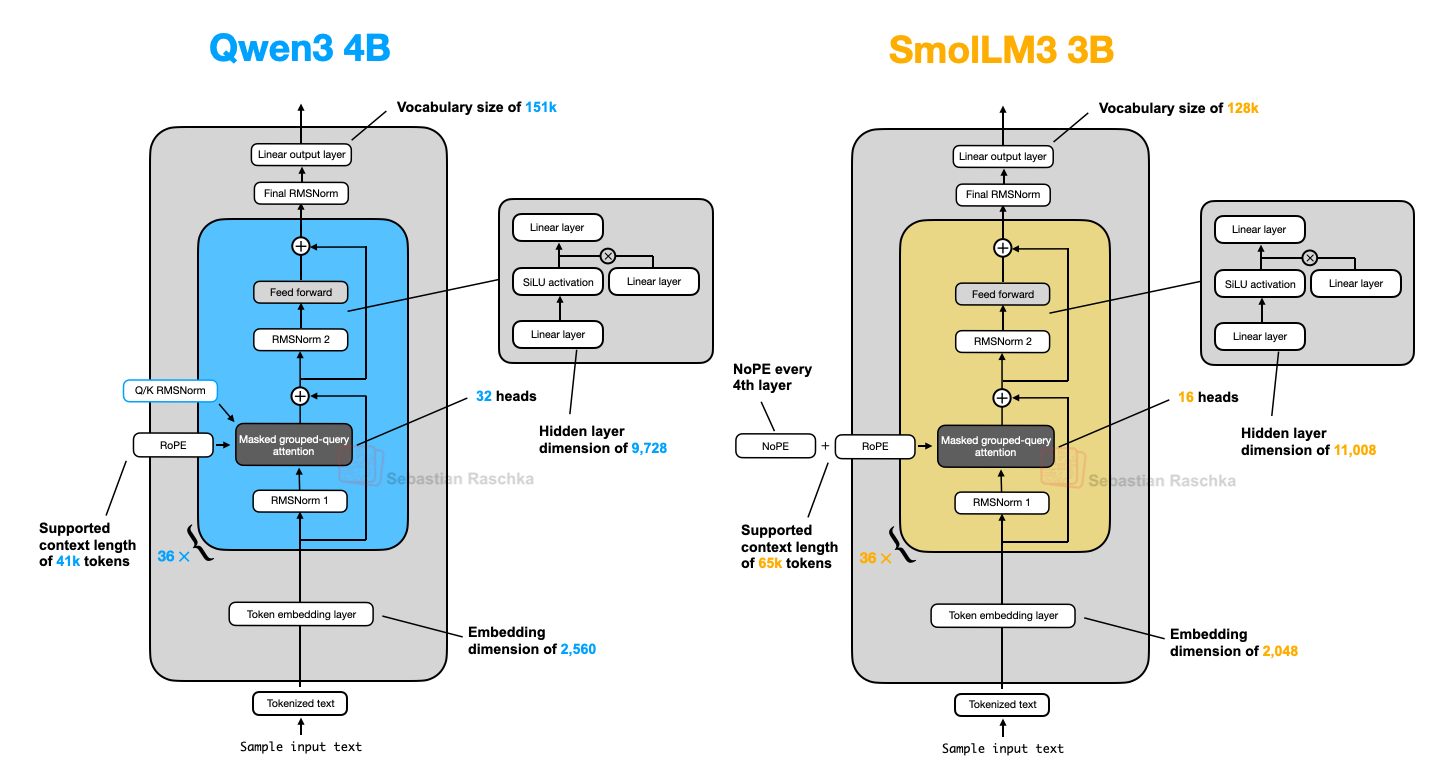 Qwen3 4B
Vocabulary size of 151k
Linear output layer
Final RMSNorm
Feed forward
RMSNorm 2
Linear layer
SiLU activation
Linear layer
Linear layer
Q/K RMSNorm
RoPE
Masked grouped-query
attention
32 heads
Hidden layer
dimension of 9,728
Sebastian Raschka
RMSNorm 1
Supported
context length
of 41k tokens
36 ×
Token embedding layer
Embedding
dimension of 2,560
Tokenized text
Sample input text
SmolLM3 3B
Vocabulary size of 128k
Linear output layer
Final RMSNorm
Feed forward
RMSNorm 2
Linear layer
SiLU activation
Linear layer
Linear layer
NoPE every
4th layer
NoPE
+
RoPE
Masked grouped-query
attention
16 heads
Hidden layer
dimension of 11,008
Sebastian Raschka
RMSNorm 1
Supported
context length
of 65k tokens
36 ×
Token embedding layer
Embedding
dimension of 2,048
Tokenized text
Sample input text